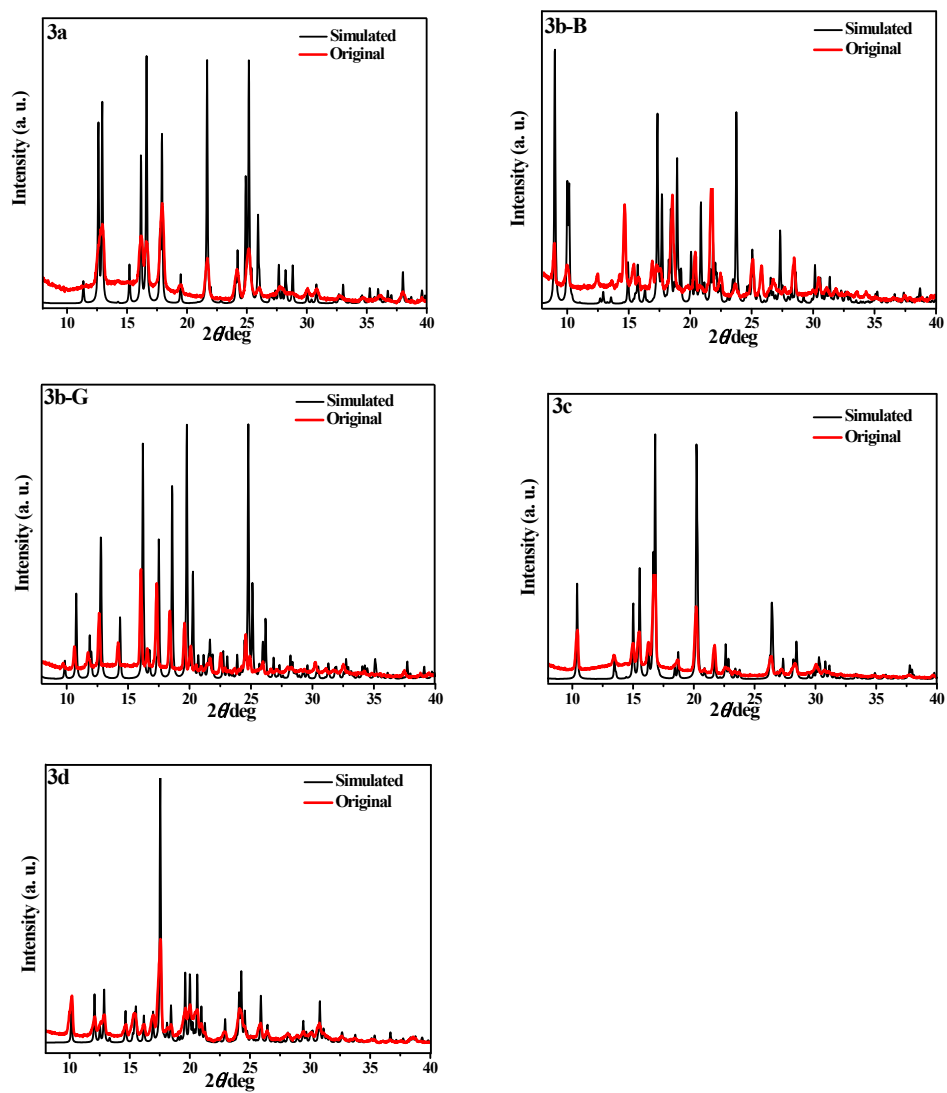 3a
Simulated
Original
Intensity (a. u.)
10 15 20 25 30 35 40
2θ/deg
3b-B
Simulated
Original
Intensity (a. u.)
10 15 20 25 30 35 40
2θ/deg
3b-G
Simulated
Original
Intensity (a. u.)
10 15 20 25 30 35 40
2θ/deg
3c
Simulated
Original
Intensity (a. u.)
10 15 20 25 30 35 40
2θ/deg
3d
Simulated
Original
Intensity (a. u.)
10 15 20 25 30 35 40
2θ/deg